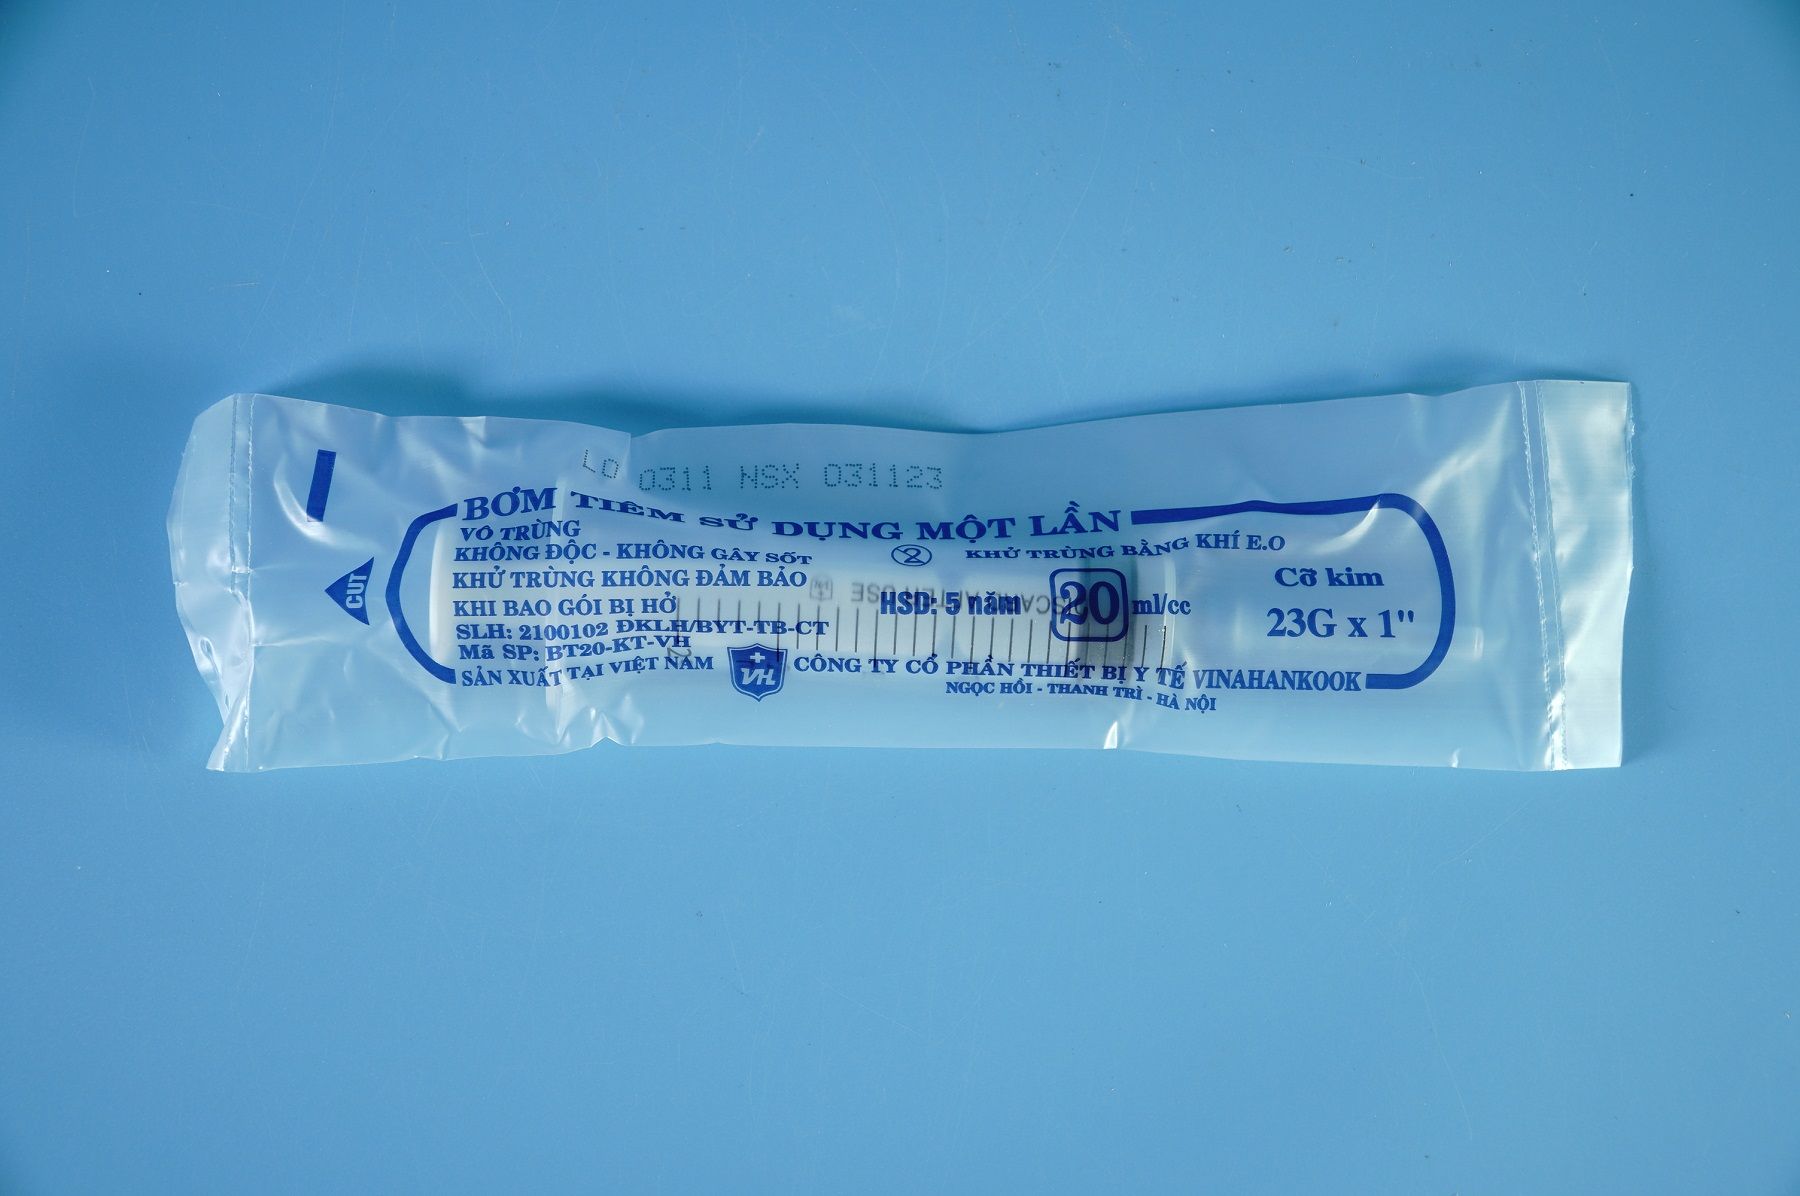 LO 0311 NSX 031123
BƠM TIÊM SỬ DỤNG MỘT LẦN
VÔ TRÙNG
KHÔNG ĐỘC - KHÔNG GÂY SỐT
2
KHỬ TRÙNG BẰNG KHÍ E.O
CUT
KHỬ TRÙNG KHÔNG ĐẢM BẢO
KHI BAO GÓI BỊ HỞ
HSD: 5 năm
20 ml/cc
Cỡ kim
23G x 1"
SLH: 2100102 ĐKLH/BYT-TB-CT
Mã SP: BT20-KT-VH
SẢN XUẤT TẠI VIỆT NAM
VH
CÔNG TY CỔ PHẦN THIẾT BỊ Y TẾ VINAHANKOOK
NGỌC HỒI - THANH TRÌ - HÀ NỘI